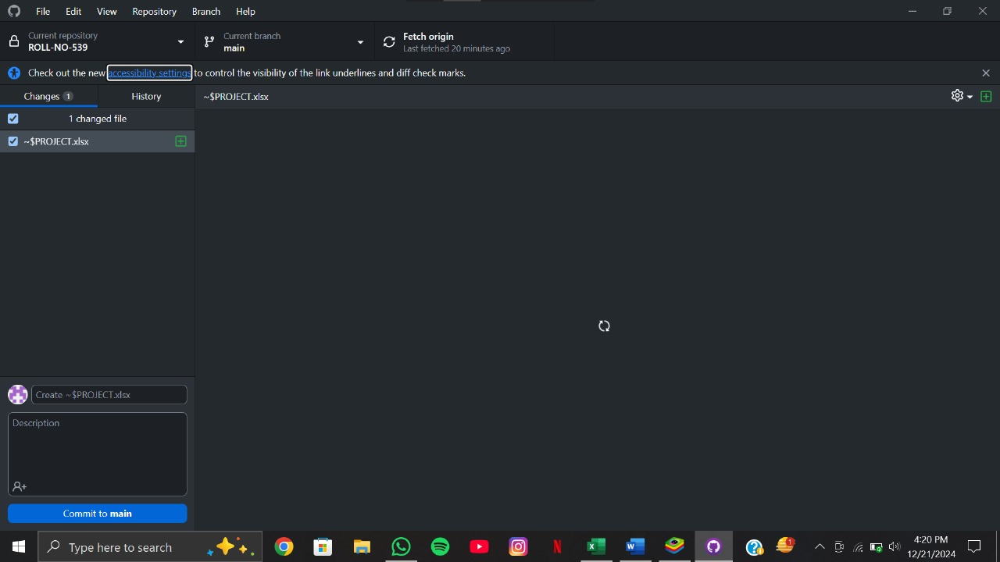 File Edit View Repository Branch Help
Current repository
ROLL-NO-539
Current branch
main
Fetch origin
Last fetched 20 minutes ago
Check out the new accessibility settings to control the visibility of the link underlines and diff check marks.
Changes 1
History
~$PROJECT.xlsx
1 changed file
~$PROJECT.xlsx
Create ~$PROJECT.xlsx
Description
Commit to main
Type here to search
1
4:20 PM
12/21/2024